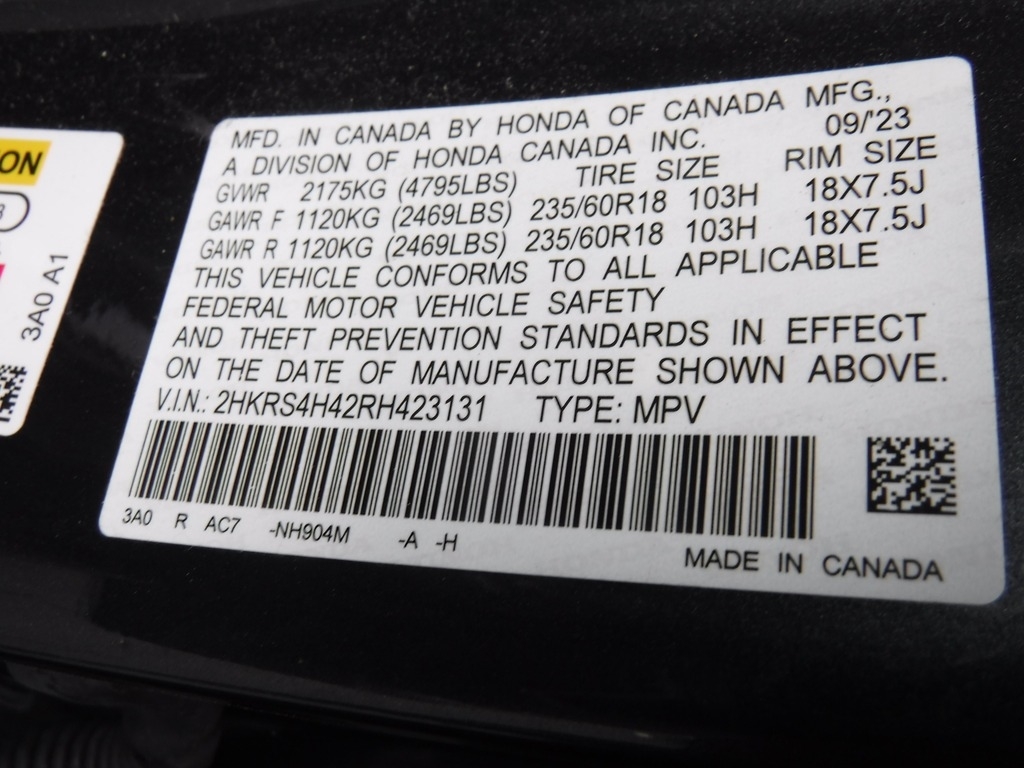 MFD. IN CANADA BY HONDA OF CANADA MFG.,
A DIVISION OF HONDA CANADA INC. 09/'23
GVWR 2175KG (4795LBS) TIRE SIZE RIM SIZE
GAWR F 1120KG (2469LBS) 235/60R18 103H 18X7.5J
GAWR R 1120KG (2469LBS) 235/60R18 103H 18X7.5J
THIS VEHICLE CONFORMS TO ALL APPLICABLE
FEDERAL MOTOR VEHICLE SAFETY
AND THEFT PREVENTION STANDARDS IN EFFECT
ON THE DATE OF MANUFACTURE SHOWN ABOVE.
V.I.N.: 2HKRS4H42RH423131 TYPE: MPV
3A0 R AC7 -NH904M -A -H
MADE IN CANADA
3A0 A1